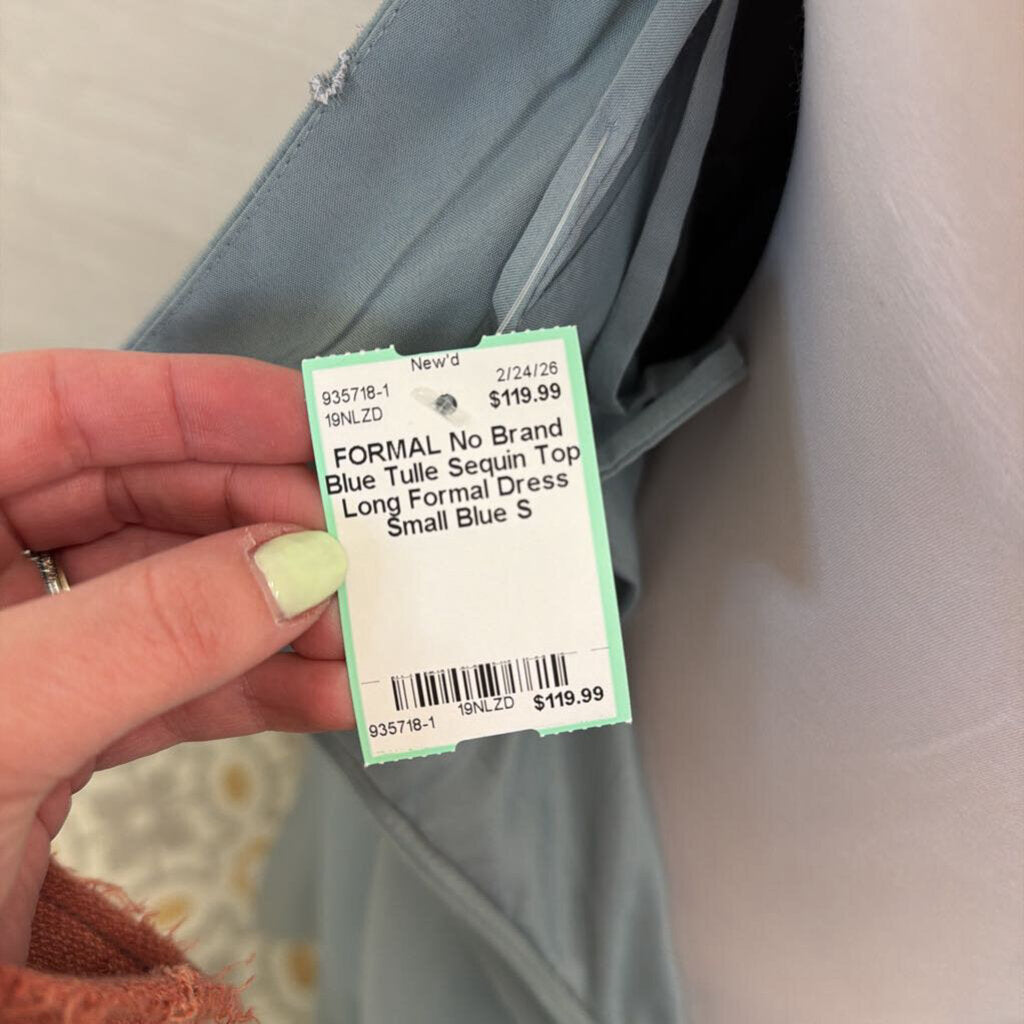 New'd
935718-1 2/24/26
19NLZD $119.99
FORMAL No Brand
Blue Tulle Sequin Top
Long Formal Dress
Small Blue S
935718-1 19NLZD $119.99